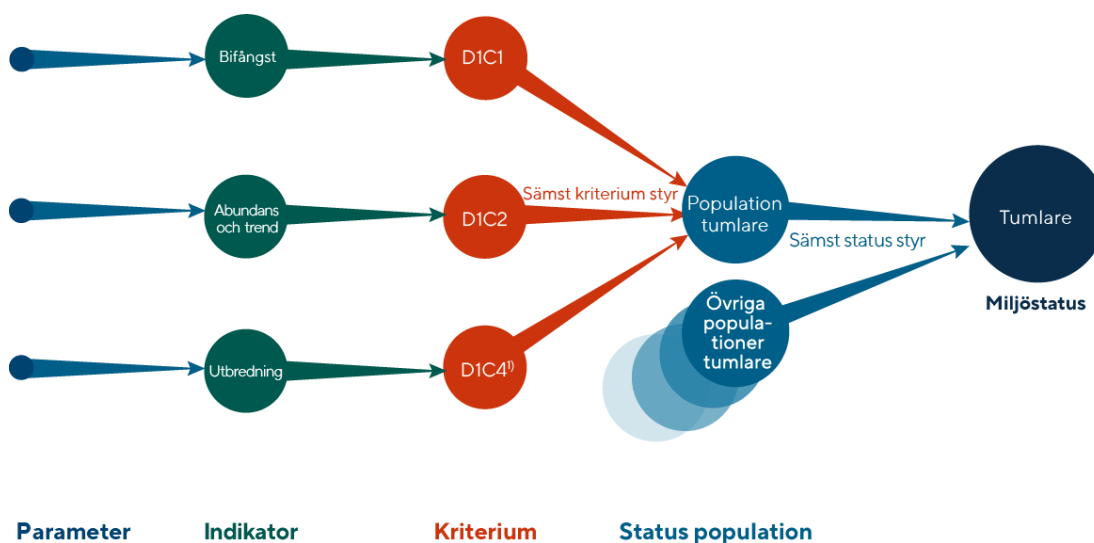 Bifångst
D1C1
Abundans
och trend
D1C2
Sämst kriterium styr
Population
tumlare
Sämst status styr
Tumlare
Miljöstatus
Övriga
popula-
tioner
tumlare
Utbredning
D1C4¹⁾
Parameter
Indikator
Kriterium
Status population